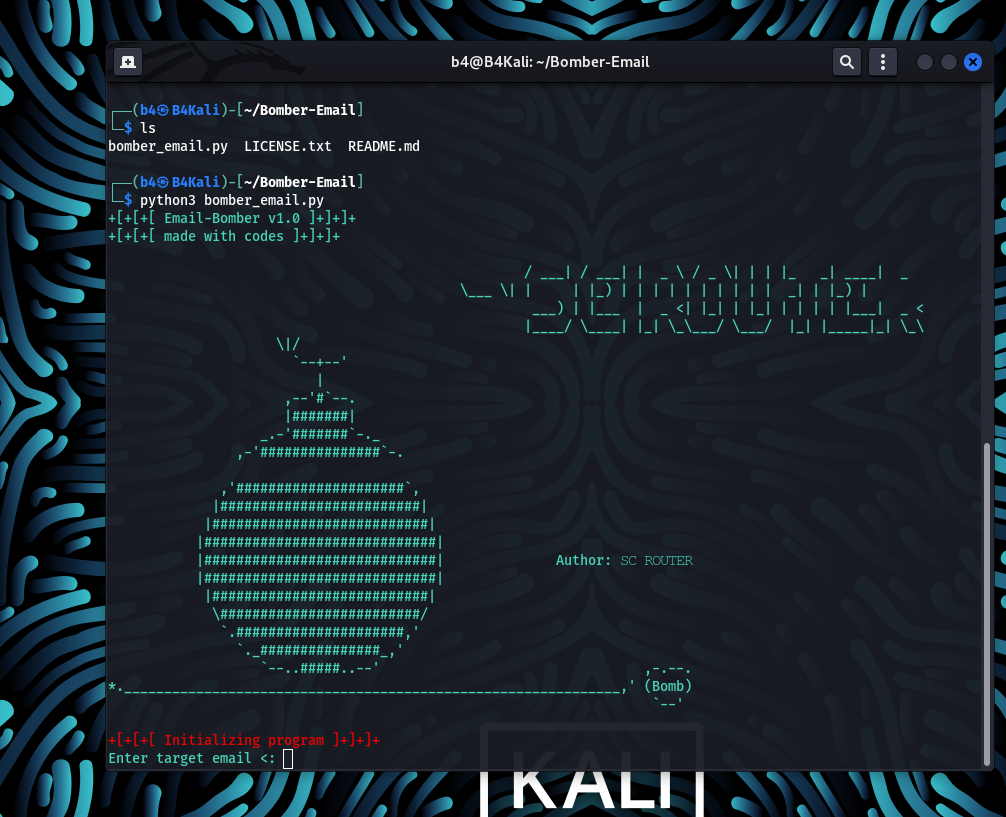 b4@B4Kali: ~/Bomber-Email
┌──(b4㉿B4Kali)-[~/Bomber-Email]
└─$ ls
bomber_email.py  LICENSE.txt  README.md
┌──(b4㉿B4Kali)-[~/Bomber-Email]
└─$ python3 bomber_email.py
+[+[+[ Email-Bomber v1.0 ]+]+]+
+[+[+[ made with codes ]+]+]+
Author: SC ROUTER
(Bomb)
+[+[+[ Initializing program ]+]+]+
Enter target email <:
KALI